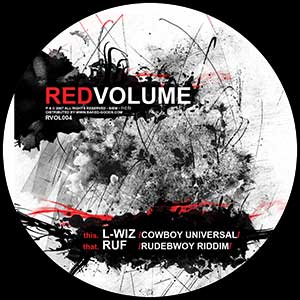 REDVOLUME
P & C 2007 ALL RIGHTS RESERVED - BIEM -
DISTRIBUTED BY WWW.BAKED-GOODS.COM
RVOL004
this. L-WIZ /COWBOY UNIVERSAL/
that. RUF /RUDEBWOY RIDDIM/